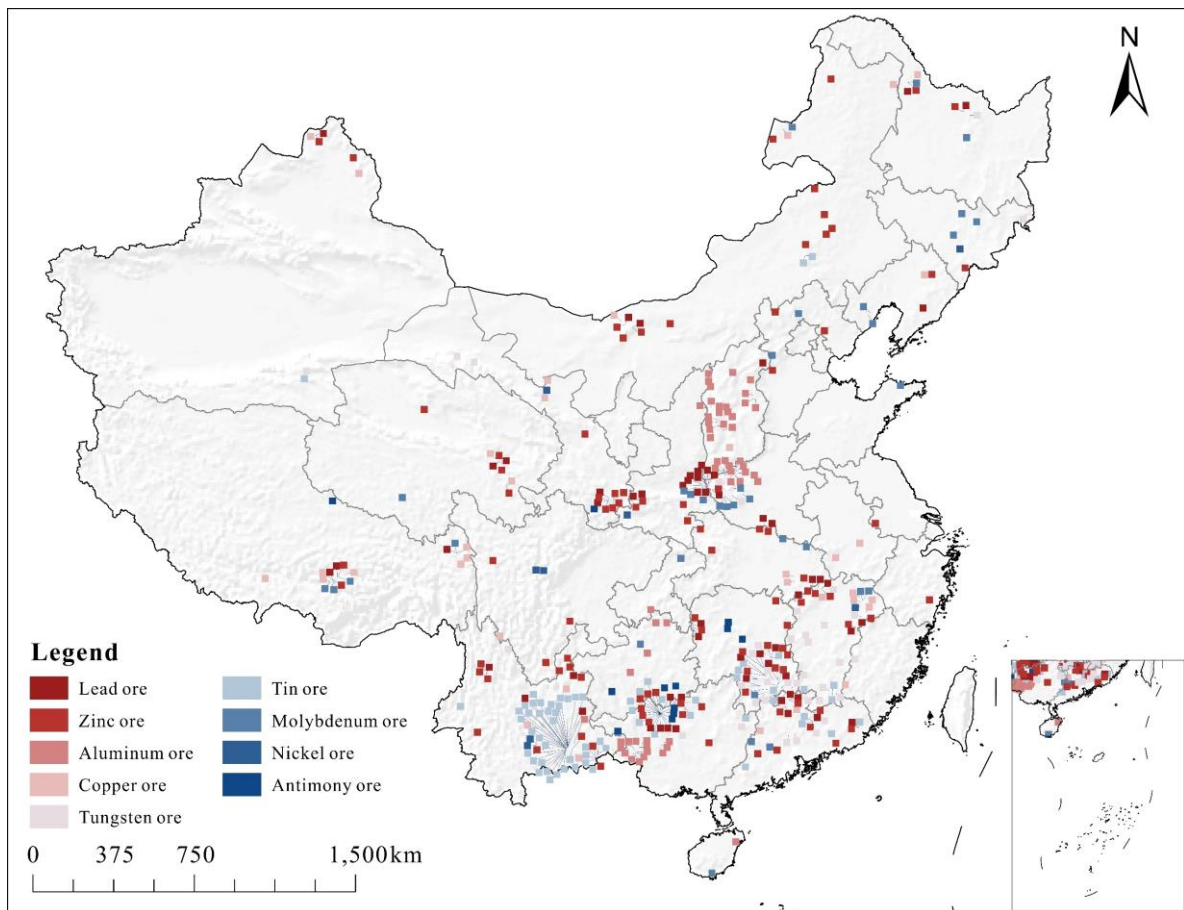 N
Legend
Lead ore
Zinc ore
Aluminum ore
Copper ore
Tungsten ore
Tin ore
Molybdenum ore
Nickel ore
Antimony ore
0 375 750 1,500km